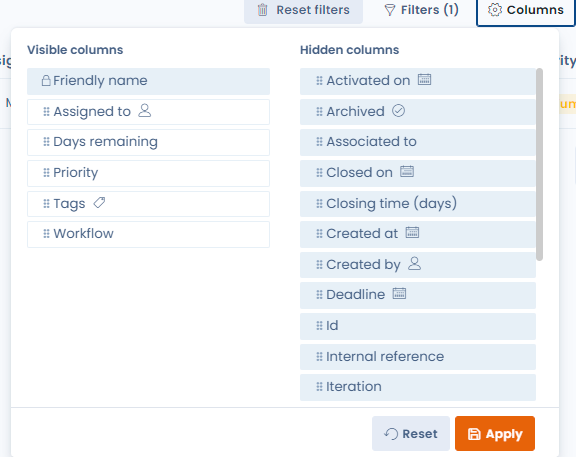 Reset filters
Filters (1)
Columns
Visible columns
Friendly name
Assigned to
Days remaining
Priority
Tags
Workflow
Hidden columns
Activated on
Archived
Associated to
Closed on
Closing time (days)
Created at
Created by
Deadline
Id
Internal reference
Iteration
Reset
Apply